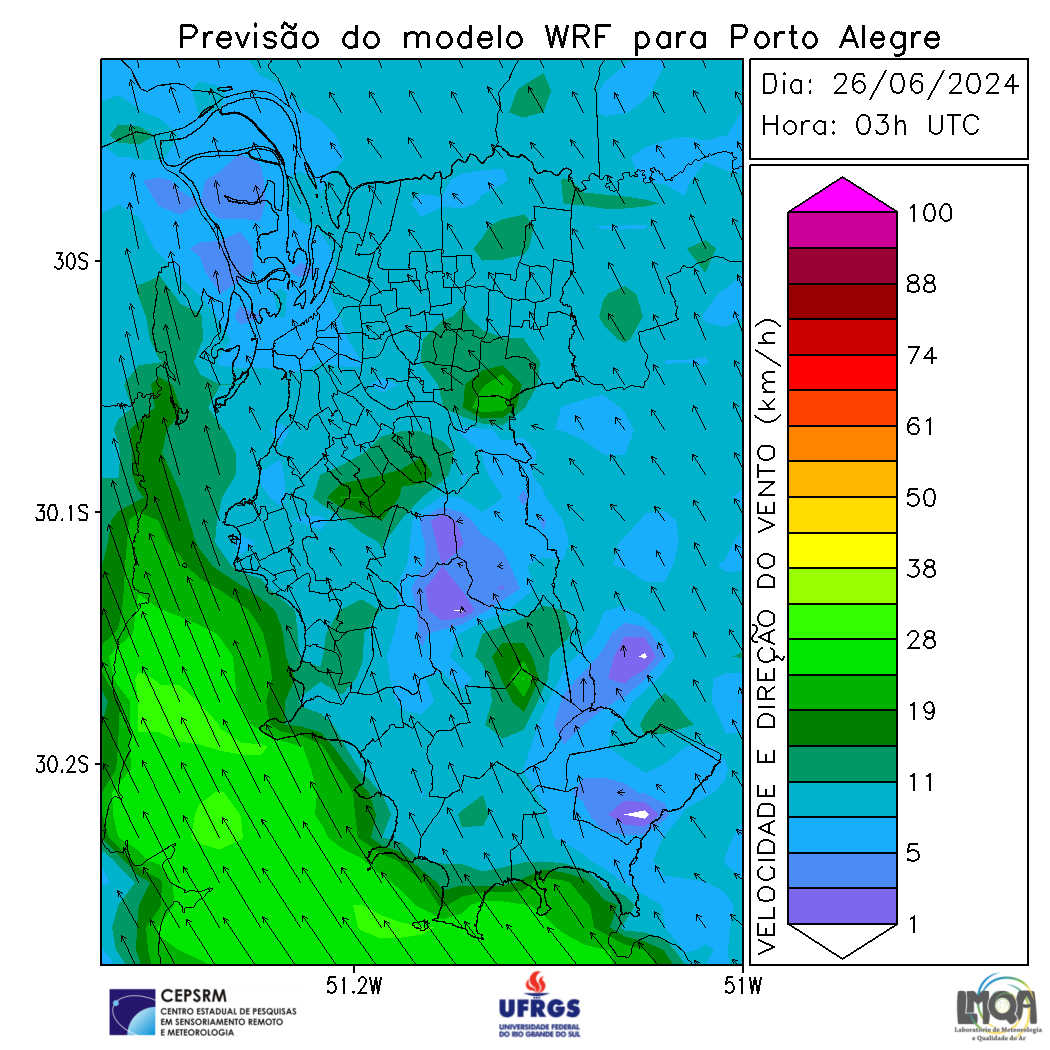 Previsão do modelo WRF para Porto Alegre
Dia: 26/06/2024
Hora: 03h UTC
30S
30.1S
30.2S
51.2W
51W
VELOCIDADE E DIREÇÃO DO VENTO (km/h)
100
88
74
61
50
38
28
19
11
5
1
CEPSRM
CENTRO ESTADUAL DE PESQUISAS
EM SENSORIAMENTO REMOTO
E METEOROLOGIA
UFRGS
UNIVERSIDADE FEDERAL
DO RIO GRANDE DO SUL
LMQA
Laboratório de Meteorologia
e Qualidade do Ar